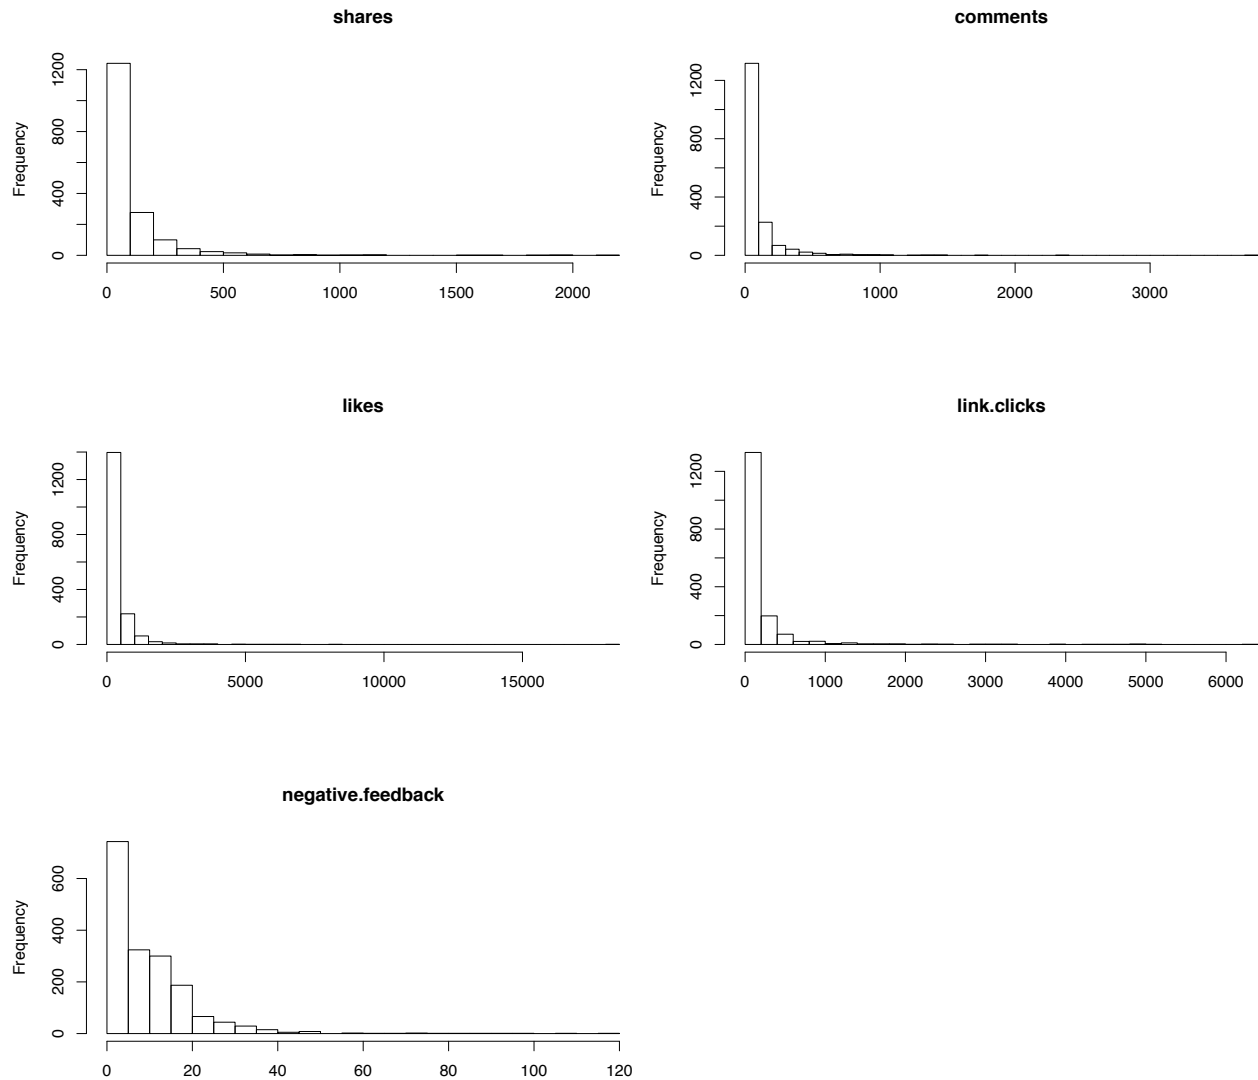 shares
comments
Frequency
0 400 800 1200
0 500 1000 1500 2000
Frequency
0 400 800 1200
0 1000 2000 3000
likes
link.clicks
Frequency
0 400 800 1200
0 5000 10000 15000
Frequency
0 400 800 1200
0 1000 2000 3000 4000 5000 6000
negative.feedback
Frequency
0 200 400 600
0 20 40 60 80 100 120